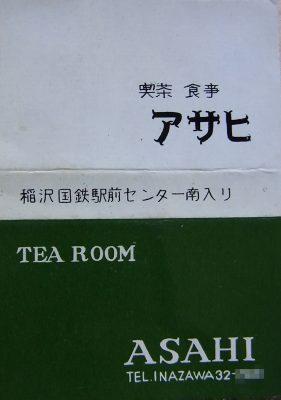 喫茶 食事
アサヒ
稲沢国鉄駅前センター南入リ
TEA ROOM
ASAHI
TEL.INAZAWA32-